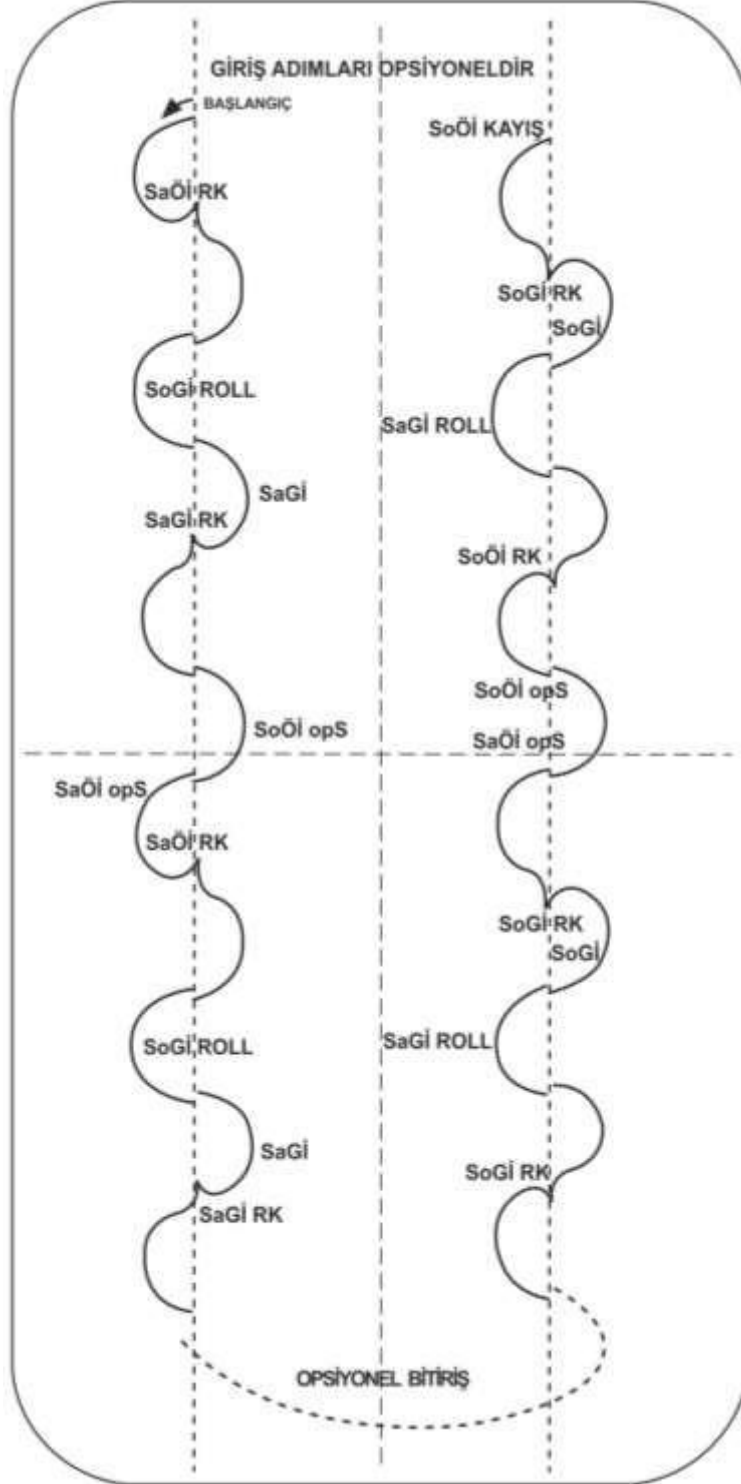 GİRİŞ ADIMLARI OPSİYONELDİR
BAŞLANGIÇ
SaÖİ RK
SoGİ ROLL
SaGİ
SaGİ RK
SoÖİ opS
SaÖİ opS
SaÖİ RK
SoGİ ROLL
SaGİ
SaGİ RK
SoÖİ KAYIŞ
SoGİ RK
SoGİ
SaGİ ROLL
SoÖİ RK
SoÖİ opS
SaÖİ opS
SoGİ RK
SoGİ
SaGİ ROLL
SoGİ RK
OPSİYONEL BİTİRİŞ